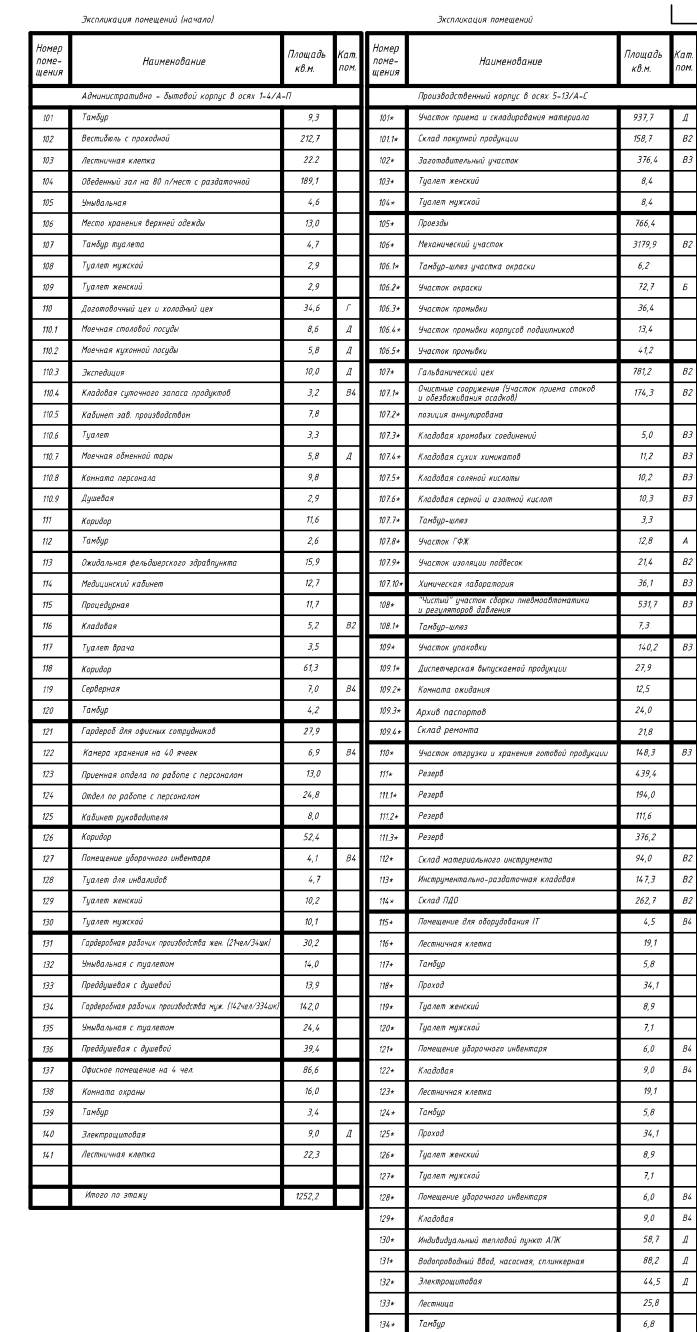 Экспликация помещений (начало)
Номер поме- щения Наименование Площадь кв.м. Кат. пом.
Административно - бытовой корпус в осях 1-4/А-П
101 Тамбур 9,3
102 Вестибюль с проходной 212,7
103 Лестничная клетка 22.2
104 Обеденный зал на 80 п/мест с раздаточной 189,1
105 Умывальная 4,6
106 Место хранения верхней одежды 13,0
107 Тамбур туалета 4,7
108 Туалет мужской 2,9
109 Туалет женский 2,9
110 Доготовочный цех и холодный цех 34,6 Г
110.1 Моечная столовой посуды 8,6 Д
110.2 Моечная кухонной посуды 5,8 Д
110.3 Экспедиция 10,0 Д
110.4 Кладовая суточного запаса продуктов 3,2 В4
110.5 Кабинет зав. производством 7,8
110.6 Туалет 3,3
110.7 Моечная обменной тары 5,8 Д
110.8 Комната персонала 9,8
110.9 Душевая 2,9
111 Коридор 11,6
112 Тамбур 2,6
113 Ожидальная фельдшерского здравпункта 15,9
114 Медицинский кабинет 12,7
115 Процедурная 11,7
116 Кладовая 5,2 В2
117 Туалет врача 3,5
118 Коридор 61,3
119 Серверная 7,0 В4
120 Тамбур 4,2
121 Гардероб для офисных сотрудников 27,9
122 Камера хранения на 40 ячеек 6,9 В4
123 Приемная отдела по работе с персоналом 13,0
124 Отдел по работе с персоналом 24,8
125 Кабинет руководителя 8,0
126 Коридор 52,4
127 Помещение уборочного инвентаря 4,1 В4
128 Туалет для инвалидов 4,7
129 Туалет женский 10,2
130 Туалет мужской 10,1
131 Гардеробная рабочих производства жен. (21чел/34шк) 30,2
132 Умывальная с туалетом 14,0
133 Преддушевая с душевой 13,9
134 Гардеробная рабочих производства муж. (142чел/334шк) 142,0
135 Умывальная с туалетом 24,4
136 Преддушевая с душевой 39,4
137 Офисное помещение на 4 чел. 86,6
138 Комната охраны 16,0
139 Тамбур 3,4
140 Электрощитовая 9,0 Д
141 Лестничная клетка 22,3
Итого по этажу 1252,2
Экспликация помещений
Номер поме- щения Наименование Площадь кв.м. Кат. пом.
Производственный корпус в осях 5-13/А-С
101* Участок приема и складирования материала 937,7 Д
101.1* Склад покупной продукции 158,7 В2
102* Заготовительный участок 376,4 В3
103* Туалет женский 8,4
104* Туалет мужской 8,4
105* Проезды 766,4
106* Механический участок 3179,9 В2
106.1* Тамбур-шлюз участка окраски 6,2
106.2* Участок окраски 72,7 Б
106.3* Участок промывки 36,4
106.4* Участок промывки корпусов подшипников 13,4
106.5* Участок промывки 41,2
107* Гальванический цех 781,2 В2
107.1* Очистные сооружения (Участок приема стоков
и обезвоживания осадков) 174,3 В2
107.2* позиция аннулирована
107.3* Кладовая хромовых соединений 5,0 В3
107.4* Кладовая сухих химикатов 11,2 В3
107.5* Кладовая соляной кислоты 10,2 В3
107.6* Кладовая серной и азотной кислот 10,3 В3
107.7* Тамбур-шлюз 3,3
107.8* Участок ГФЖ 12,8 А
107.9* Участок изоляции подвесок 21,4 В2
107.10* Химическая лаборатория 36,1 В3
108* "Чистый" участок сборки пневмоавтоматики
и регуляторов давления 531,7 В3
108.1* Тамбур-шлюз 7,3
109* Участок упаковки 140,2 В3
109.1* Диспетчерская выпускаемой продукции 27,9
109.2* Комната ожидания 12,5
109.3* Архив паспортов 24,0
109.4* Склад ремонта 21,8
110* Участок отгрузки и хранения готовой продукции 148,3 В3
111* Резерв 439,4
111.1* Резерв 194,0
111.2* Резерв 111,6
111.3* Резерв 376,2
112* Склад материального инструмента 94,0 В2
113* Инструментально-раздаточная кладовая 147,3 В2
114* Склад ПДО 262,7 В2
115* Помещение для оборудования IT 4,5 В4
116* Лестничная клетка 19,1
117* Тамбур 5,8
118* Проход 34,1
119* Туалет женский 8,9
120* Туалет мужской 7,1
121* Помещение уборочного инвентаря 6,0 В4
122* Кладовая 9,0 В4
123* Лестничная клетка 19,1
124* Тамбур 5,8
125* Проход 34,1
126* Туалет женский 8,9
127* Туалет мужской 7,1
128* Помещение уборочного инвентаря 6,0 В4
129* Кладовая 9,0 В4
130* Индивидуальный тепловой пункт АПК 58,7 Д
131* Водопроводный ввод, насосная, сплинкерная 88,2 Д
132* Электрощитовая 44,5 Д
133* Лестница 25,8
134* Тамбур 6,8